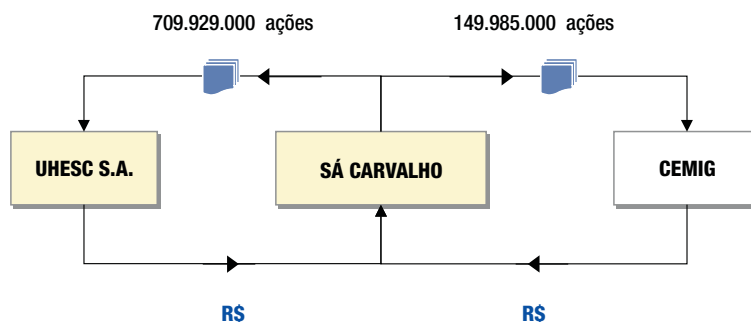 709.929.000 ações
149.985.000 ações
UHESC S.A.
SÁ CARVALHO
CEMIG
R$
R$